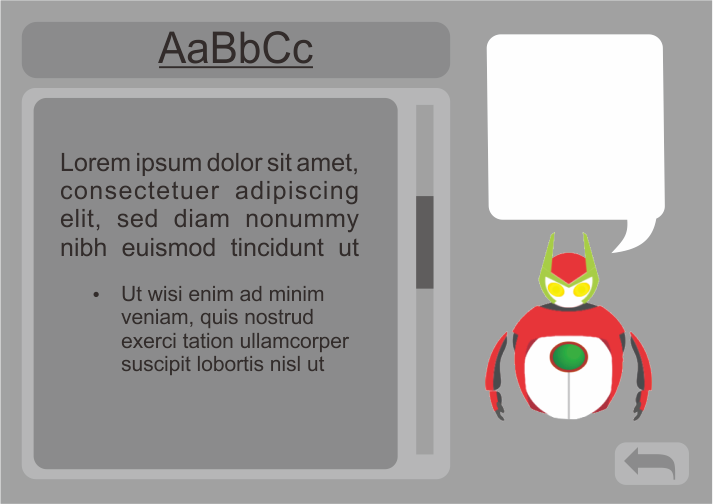 AaBbCc
Lorem ipsum dolor sit amet,
consectetuer adipiscing
elit, sed diam nonummy
nibh euismod tincidunt ut
• Ut wisi enim ad minim
veniam, quis nostrud
exerci tation ullamcorper
suscipit lobortis nisl ut